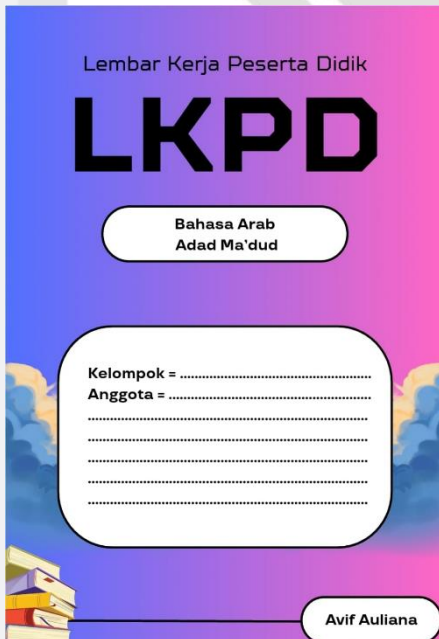 Lembar Kerja Peserta Didik
LKPD
Bahasa Arab
Adad Ma'dud
Kelompok = ....................................................
Anggota = .......................................................
............................................................................
............................................................................
............................................................................
............................................................................
............................................................................
Avif Auliana